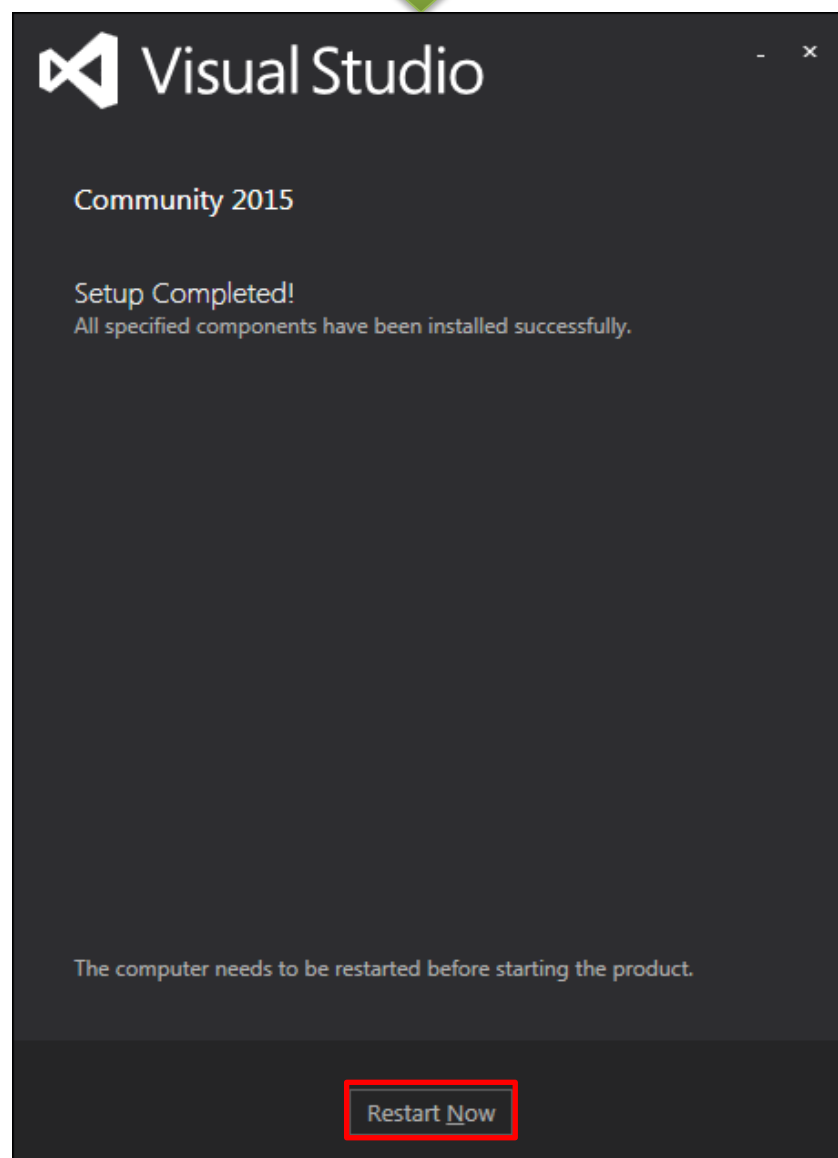 Visual Studio
Community 2015
Setup Completed!
All specified components have been installed successfully.
The computer needs to be restarted before starting the product.
Restart Now